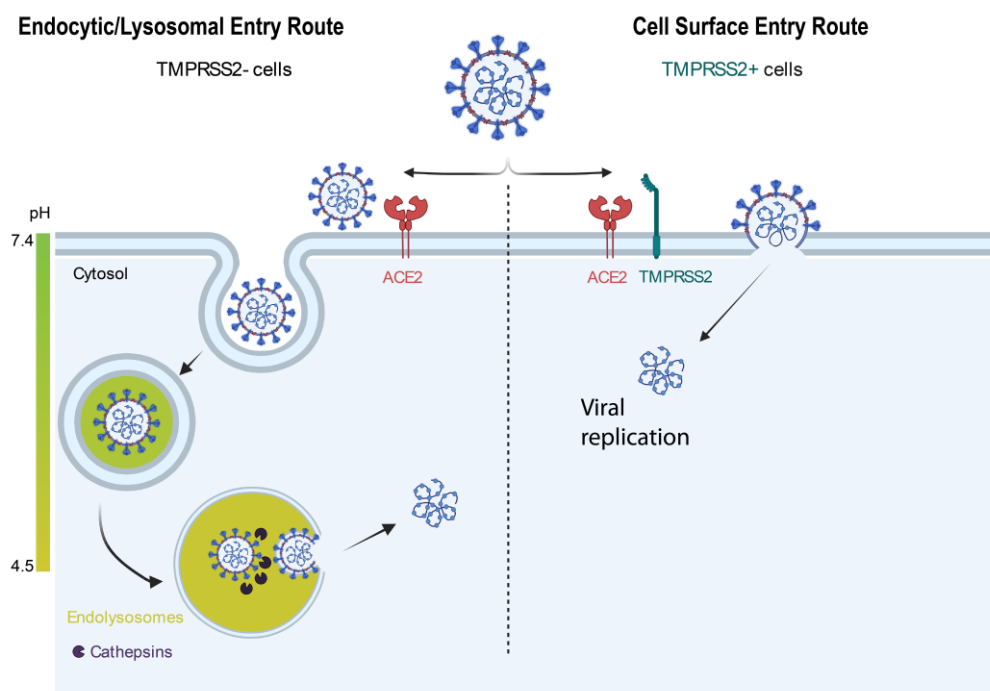 Endocytic/Lysosomal Entry Route
TMPRSS2- cells
Cell Surface Entry Route
TMPRSS2+ cells
pH
7.4
Cytosol
ACE2
ACE2
TMPRSS2
Viral
replication
4.5
Endolysosomes
Cathepsins